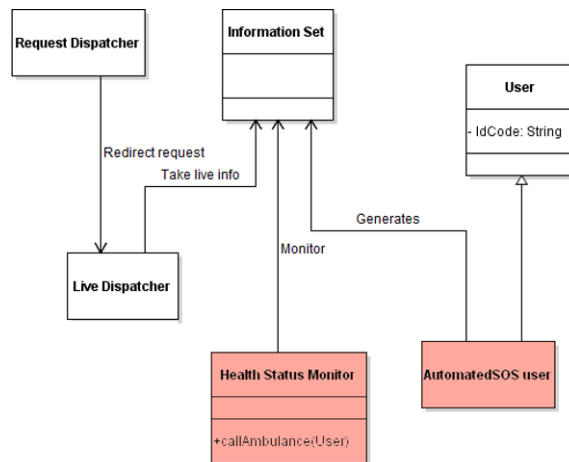 Request Dispatcher
Information Set
User
- IdCode: String
Redirect request
Take live info
Generates
Monitor
Live Dispatcher
Health Status Monitor
AutomatedSOS user
+callAmbulance(User)